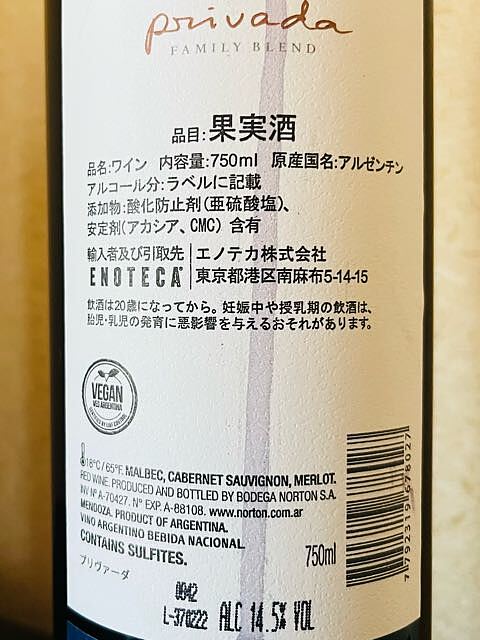 privada
FAMILY BLEND
品目:果実酒
品名:ワイン 内容量:750ml 原産国名:アルゼンチン
アルコール分:ラベルに記載
添加物:酸化防止剤(亜硫酸塩)、
安定剤(アカシア、CMC) 含有
輸入者及び引取先 エノテカ株式会社
ENOTECA 東京都港区南麻布5-14-15
飲酒は20歳になってから。妊娠中や授乳期の飲酒は、
胎児・乳児の発育に悪影響を与えるおそれがあります。
VEGAN
VEG ARGENTINA
18°C / 65°F. MALBEC, CABERNET SAUVIGNON, MERLOT.
RED WINE. PRODUCED AND BOTTLED BY BODEGA NORTON S.A.
INV Nº A-70427. Nº EXP. A-88108. www.norton.com.ar
MENDOZA. PRODUCT OF ARGENTINA.
VINO ARGENTINO BEBIDA NACIONAL.
CONTAINS SULFITES.
750ml
プリヴァーダ
7792319678027
0042
L-370222 ALC 14.5% VOL